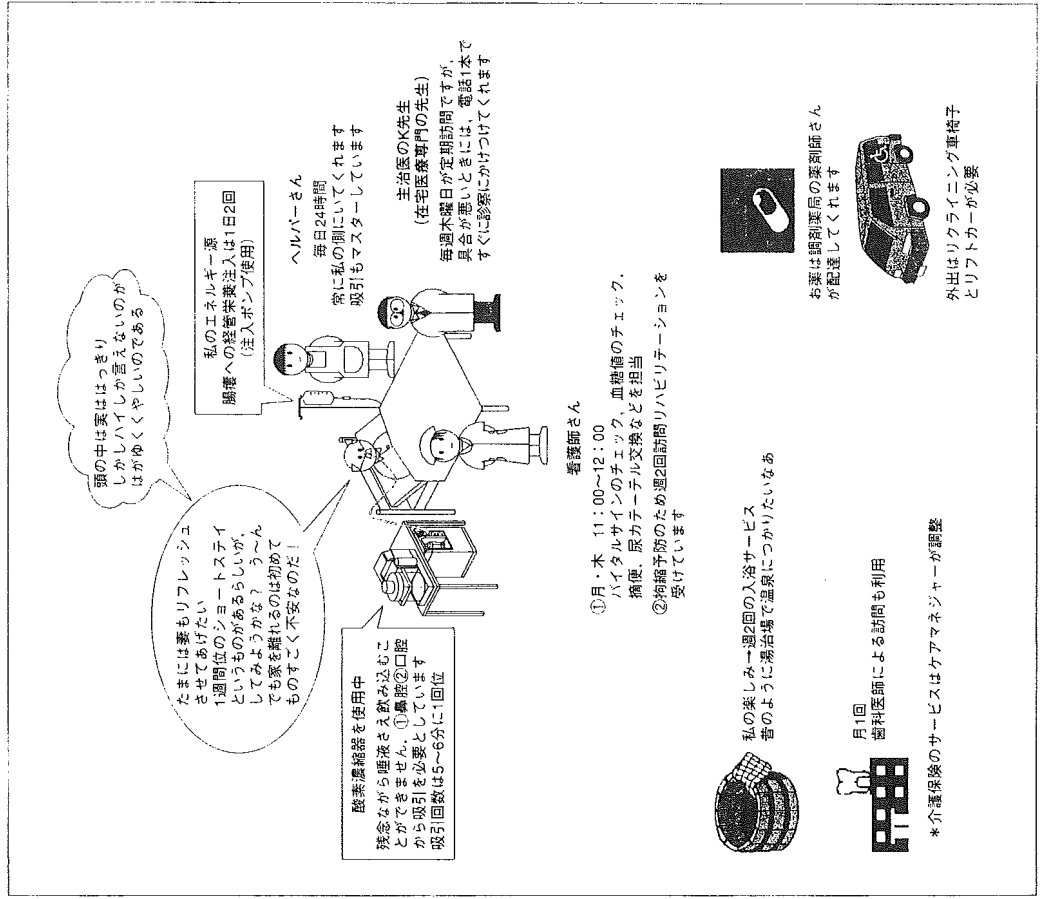 頭の中は実ははっきり
しかしハイしか言えないのが
はがゆくくやしいのである
たまには妻もリフレッシュ
させてあげたい
1週間位のショートステイ
というものがあるらしいが,
してみようかな? う〜ん
でも家を離れるのは初めて
ものすごく不安なのだ!
私のエネルギー源
腸瘻への経管栄養注入は1日2回
(注入ポンプ使用)
ヘルパーさん
毎日24時間
常に私の側にいてくれます
吸引もマスターしています
主治医のK先生
(在宅医療専門の先生)
毎週木曜日が定期訪問ですが,
具合が悪いときには, 電話1本で
すぐに診察にかけつけてくれます
酸素濃縮器を使用中
残念ながら唾液さえ飲み込むこ
とができません. ①鼻腔②口腔
から吸引を必要としています
吸引回数は5〜6分に1回位
看護師さん
①月・木 11:00〜12:00
バイタルサインのチェック, 血糖値のチェック,
摘便, 尿カテーテル交換などを担当
②拘縮予防のため週2回訪問リハビリテーションを
受けています
私の楽しみ→週2回の入浴サービス
昔のように湯治場で温泉につかりたいなあ
お薬は調剤薬局の薬剤師さん
が配達してくれます
月1回
歯科医師による訪問も利用
外出はリクライニング車椅子
とリフトカーが必要
*介護保険のサービスはケアマネジャーが調整